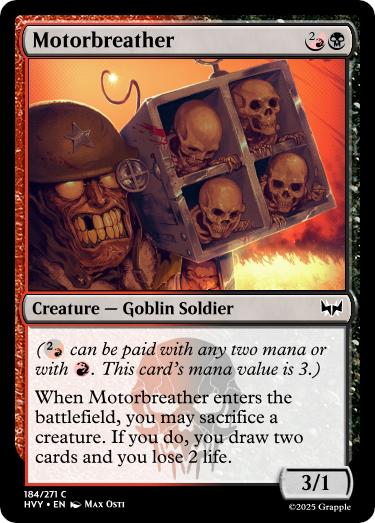 Motorbreather 2
Creature — Goblin Soldier
(2 can be paid with any two mana or
with . This card's mana value is 3.)
When Motorbreather enters the
battlefield, you may sacrifice a
creature. If you do, you draw two
cards and you lose 2 life.
3/1
184/271 C
HVY • EN Max Osti
©2025 Grapple